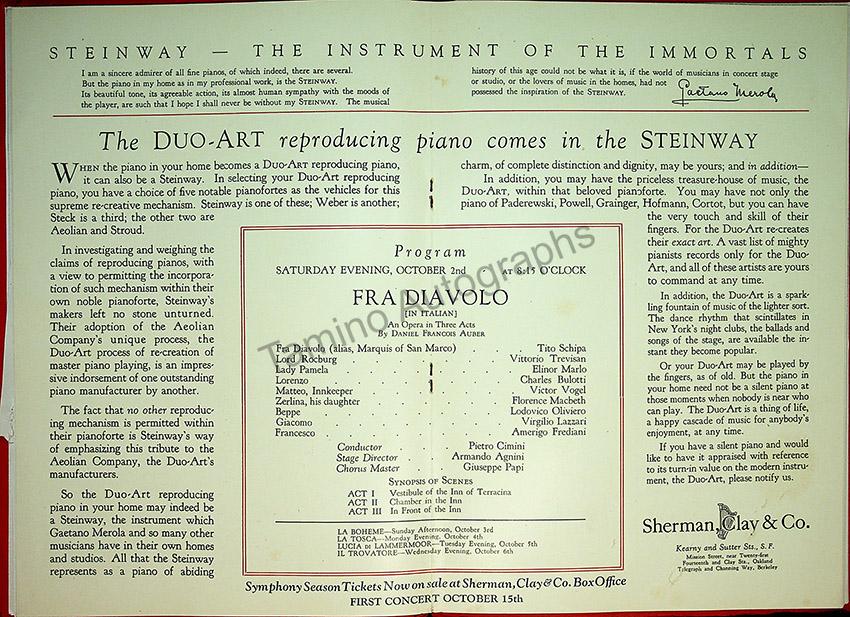 STEINWAY — THE INSTRUMENT OF THE IMMORTALS
I am a sincere admirer of all fine pianos, of which indeed, there are several.
But the piano in my home as in my professional work, is the STEINWAY.
Its beautiful tone, its agreeable action, its almost human sympathy with the moods of
the player, are such that I hope I shall never be without my STEINWAY. The musical
history of this age could not be what it is, if the world of musicians in concert stage
or studio, or the lovers of music in the homes, had not
possessed the inspiration of the STEINWAY.
Gaetano Merola
The DUO-ART reproducing piano comes in the STEINWAY
WHEN the piano in your home becomes a DUO-ART reproducing piano,
it can also be a Steinway. In selecting your Duo-Art reproducing
piano, you have a choice of five notable pianofortes as the vehicles for this
supreme re-creative mechanism. Steinway is one of these; Weber is another;
Steck is a third; the other two are
Aeolian and Stroud.
In investigating and weighing the
claims of reproducing pianos, with
a view to permitting the incorpora-
tion of such mechanism within their
own noble pianoforte, Steinway's
makers left no stone unturned.
Their adoption of the Aeolian
Company's unique process, the
Duo-Art process of re-creation of
master piano playing, is an impres-
sive indorsement of one outstanding
piano manufacturer by another.
The fact that no other reproduc-
ing mechanism is permitted within
their pianoforte is Steinway's way
of emphasizing this tribute to the
Aeolian Company, the Duo-Art's
manufacturers.
So the Duo-Art reproducing
piano in your home may indeed be
a Steinway, the instrument which
Gaetano Merola and so many other
musicians have in their own homes
and studios. All that the Steinway
represents as a piano of abiding
charm, of complete distinction and dignity, may be yours; and in addition—
In addition, you may have the priceless treasure-house of music, the
DUO-ART, within that beloved pianoforte. You may have not only the
piano of Paderewski, Powell, Grainger, Hofmann, Cortot, but you can have
the very touch and skill of their
fingers. For the Duo-Art re-creates
their exact art. A vast list of mighty
pianists records only for the Duo-
Art, and all of these artists are yours
to command at any time.
In addition, the Duo-Art is a spark-
ling fountain of music of the lighter sort.
The dance rhythm that scintillates in
New York's night clubs, the ballads and
songs of the stage, are available the in-
stant they become popular.
Or your Duo-Art may be played by
the fingers, as of old. But the piano in
your home need not be a silent piano at
those moments when nobody is near who
can play. The Duo-Art is a thing of life,
a happy cascade of music for anybody's
enjoyment, at any time.
If you have a silent piano and would
like to have it appraised with reference
to its turn-in value on the modern instru-
ment, the Duo-Art, please notify us.
Sherman, Clay & Co.
Kearny and Sutter Sts., S. F.
Mission Street, near Twenty-first
Fourteenth and Clay Sts., Oakland
Telegraph and Channing Way, Berkeley
Program
SATURDAY EVENING, OCTOBER 2nd · AT 8:15 O'CLOCK
FRA DIAVOLO
[IN ITALIAN]
An Opera in Three Acts
By DANIEL FRANCOIS AUBER
Fra Diavolo (alias, Marquis of San Marco) . Tito Schipa
Lord Rocburg . Vittorio Trevisan
Lady Pamela . Elinor Marlo
Lorenzo . Charles Bulotti
Matteo, Innkeeper . Victor Vogel
Zerlina, his daughter . Florence Macbeth
Beppe . Lodovico Oliviero
Giacomo . Virgilio Lazzari
Francesco . Amerigo Frediani
Conductor . Pietro Cimini
Stage Director . Armando Agnini
Chorus Master . Giuseppe Papi
SYNOPSIS OF SCENES
ACT I Vestibule of the Inn of Terracina
ACT II Chamber in the Inn
ACT III In Front of the Inn
LA BOHEME—Sunday Afternoon, October 3rd
LA TOSCA—Monday Evening, October 4th
LUCIA DI LAMMERMOOR—Tuesday Evening, October 5th
IL TROVATORE—Wednesday Evening, October 6th
Symphony Season Tickets Now on sale at Sherman, Clay & Co. Box Office
FIRST CONCERT OCTOBER 15th
Tamino Autographs